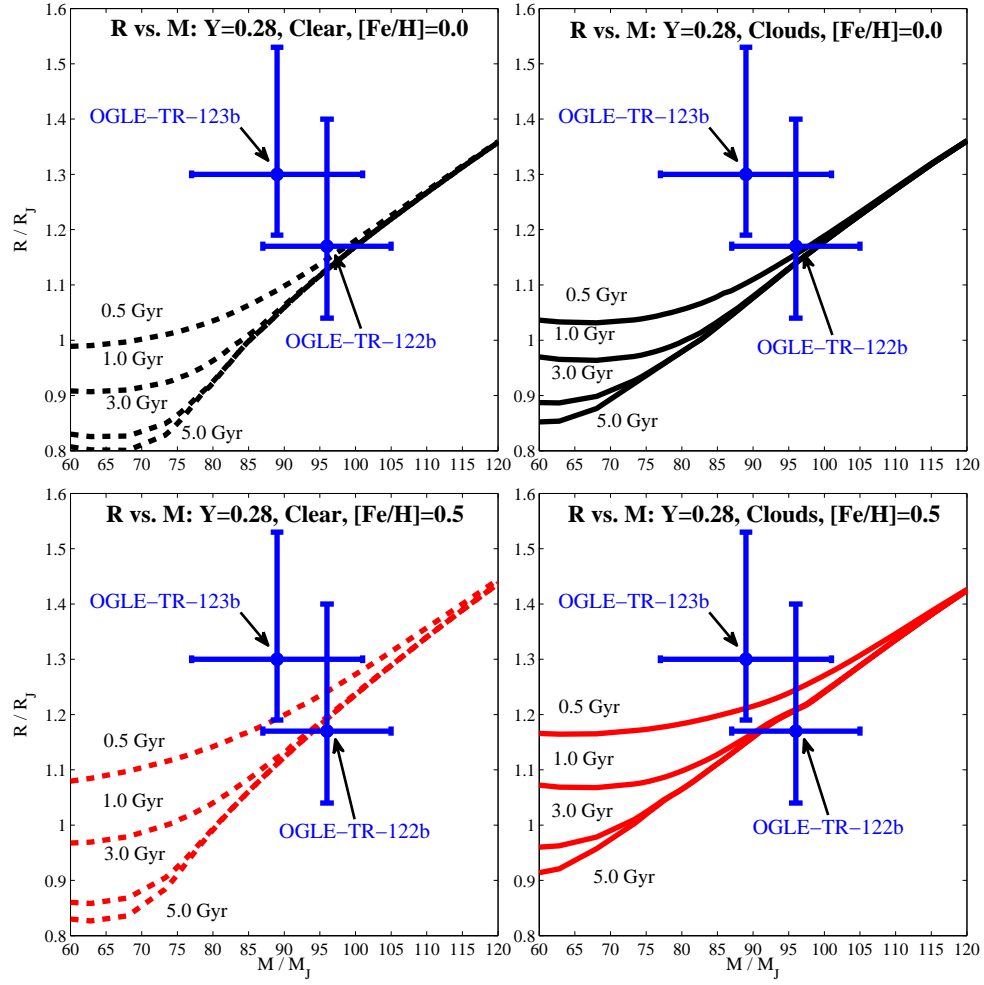 R vs. M: Y=0.28, Clear, [Fe/H]=0.0
OGLE−TR−123b
OGLE−TR−122b
0.5 Gyr
1.0 Gyr
3.0 Gyr
5.0 Gyr
R / R_J
1.6
1.5
1.4
1.3
1.2
1.1
1
0.9
0.8
60 65 70 75 80 85 90 95 100 105 110 115 120
R vs. M: Y=0.28, Clouds, [Fe/H]=0.0
OGLE−TR−123b
OGLE−TR−122b
0.5 Gyr
1.0 Gyr
3.0 Gyr
5.0 Gyr
1.6
1.5
1.4
1.3
1.2
1.1
1
0.9
0.8
60 65 70 75 80 85 90 95 100 105 110 115 120
R vs. M: Y=0.28, Clear, [Fe/H]=0.5
OGLE−TR−123b
OGLE−TR−122b
0.5 Gyr
1.0 Gyr
3.0 Gyr
5.0 Gyr
R / R_J
1.6
1.5
1.4
1.3
1.2
1.1
1
0.9
0.8
60 65 70 75 80 85 90 95 100 105 110 115 120
M / M_J
R vs. M: Y=0.28, Clouds, [Fe/H]=0.5
OGLE−TR−123b
OGLE−TR−122b
0.5 Gyr
1.0 Gyr
3.0 Gyr
5.0 Gyr
1.6
1.5
1.4
1.3
1.2
1.1
1
0.9
0.8
60 65 70 75 80 85 90 95 100 105 110 115 120
M / M_J